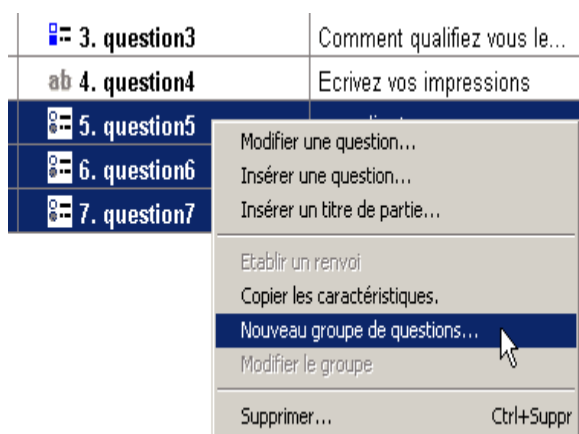 3. question3 Comment qualifiez vous le...
ab 4. question4 Ecrivez vos impressions
5. question5
6. question6
7. question7
Modifier une question...
Insérer une question...
Insérer un titre de partie...
Etablir un renvoi
Copier les caractéristiques.
Nouveau groupe de questions...
Modifier le groupe
Supprimer... Ctrl+Suppr